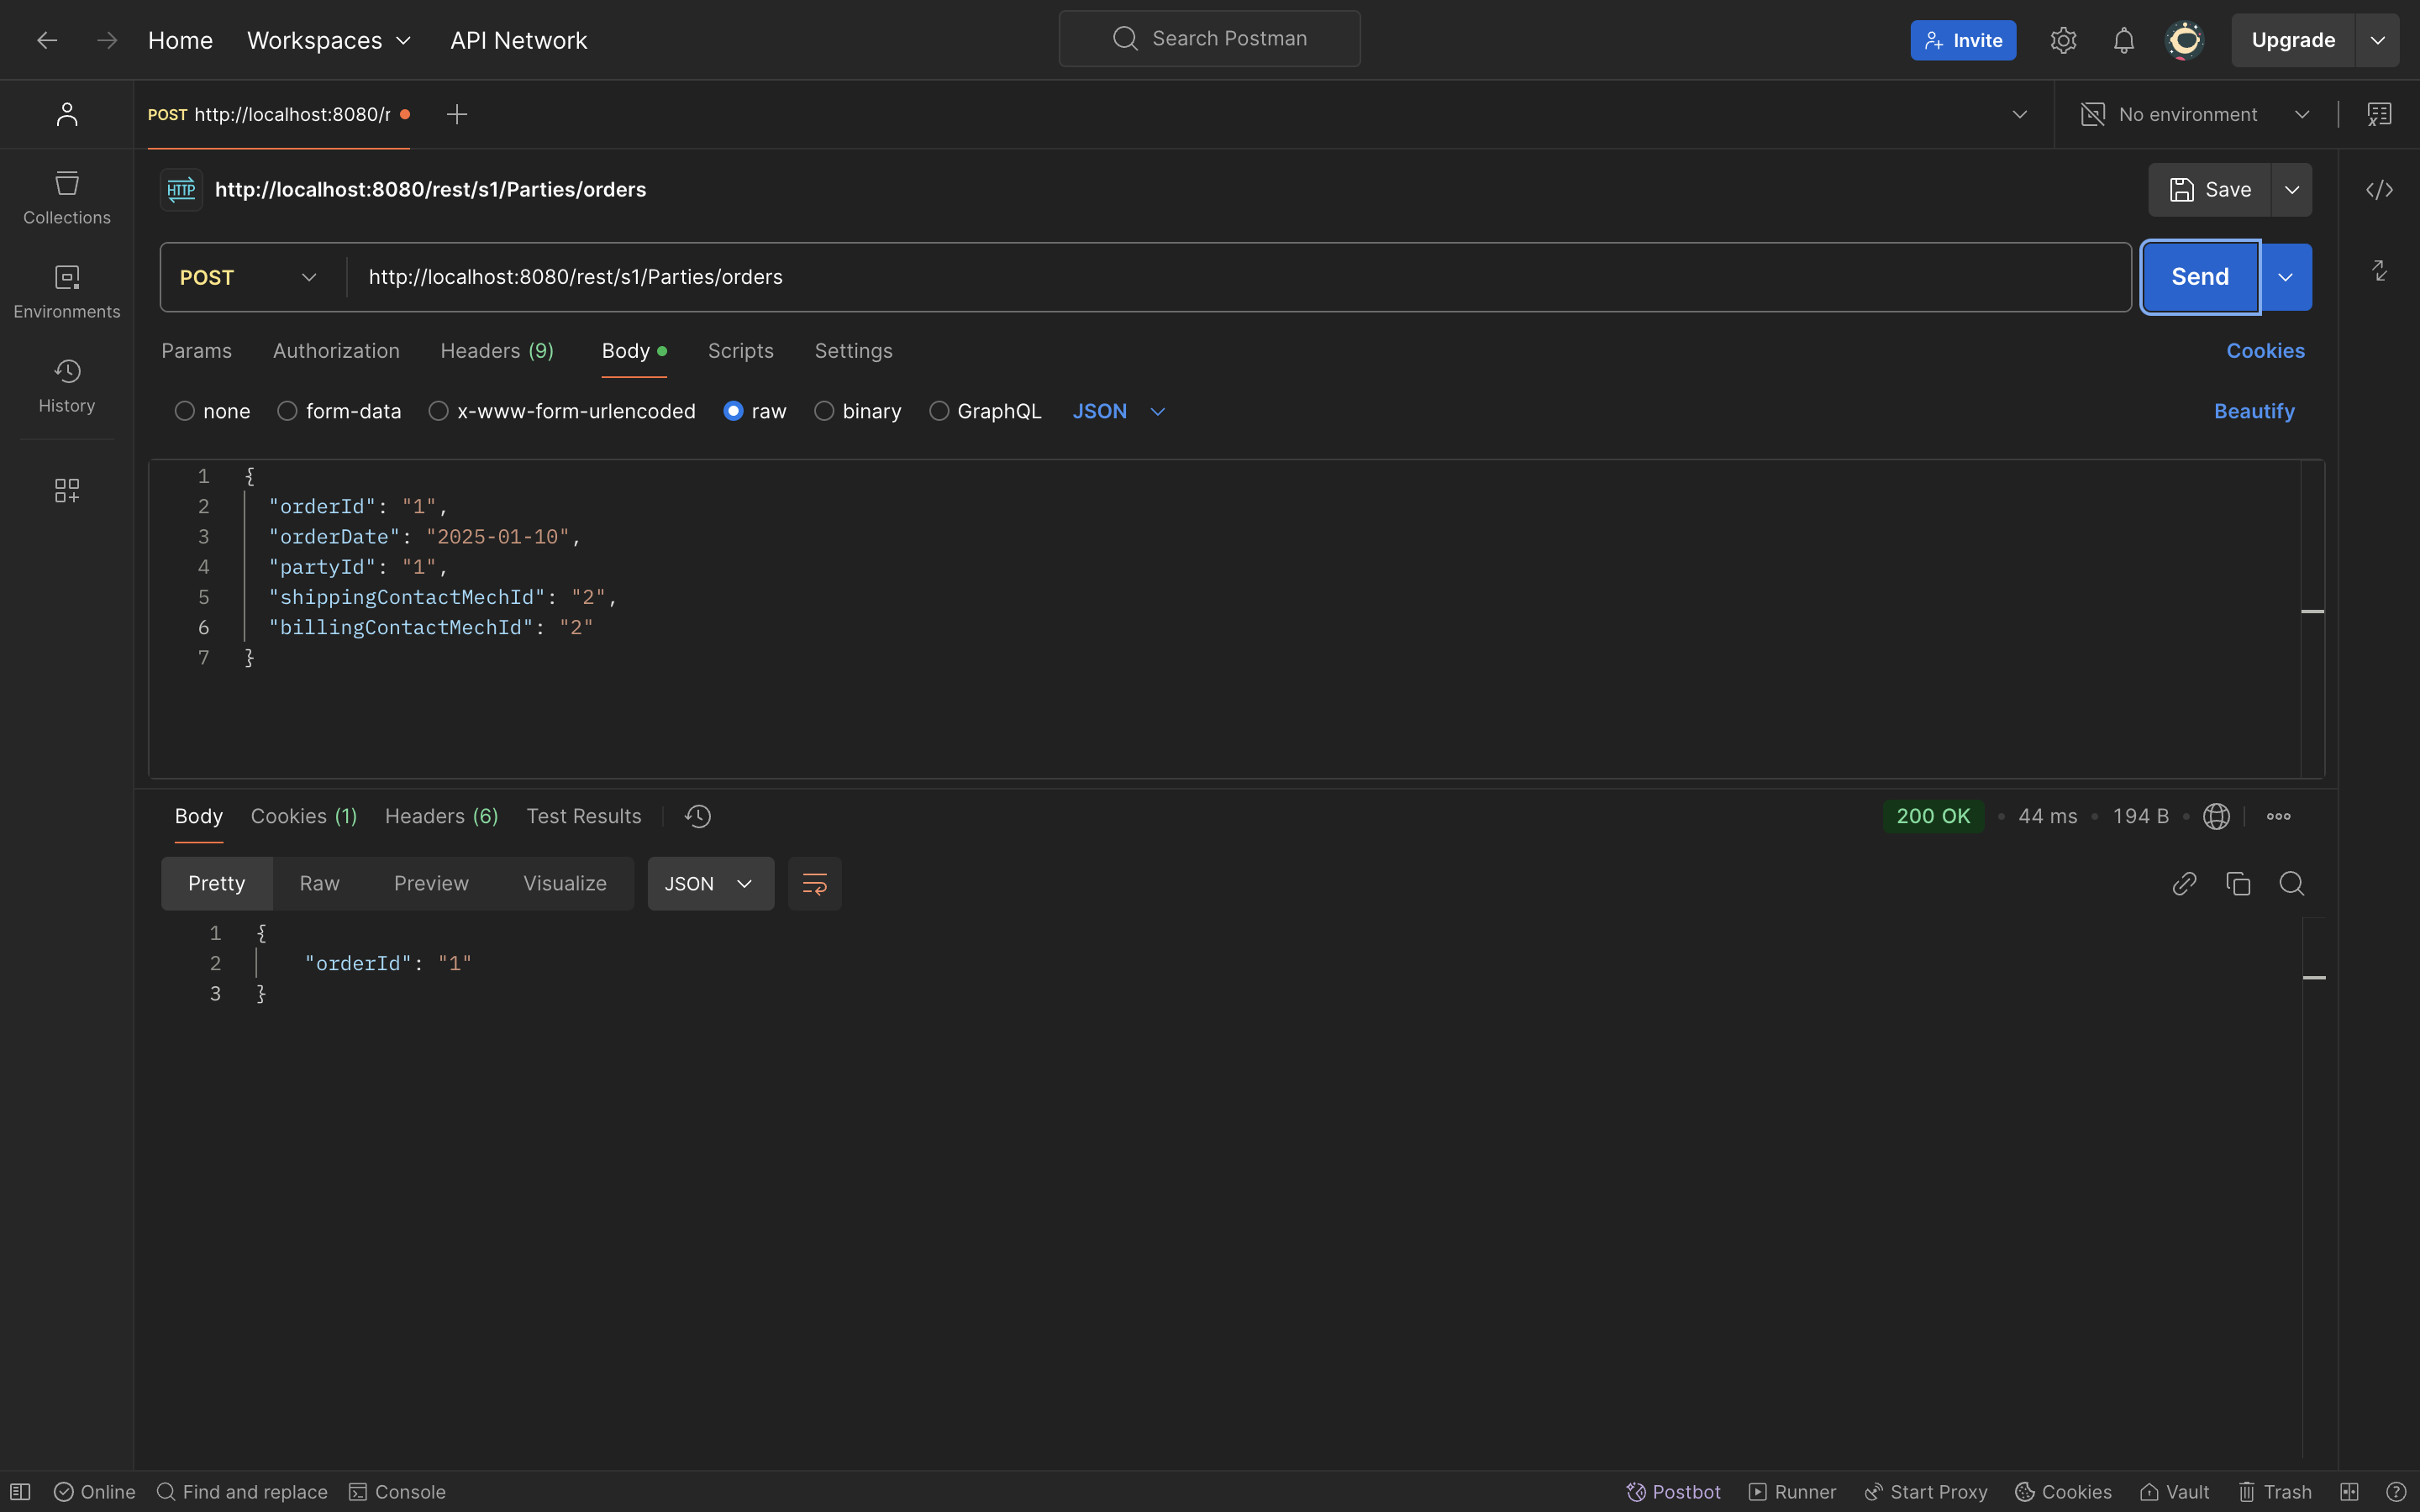 Home Workspaces API Network Search Postman Invite Upgrade
POST http://localhost:8080/r No environment
HTTP http://localhost:8080/rest/s1/Parties/orders Save
Collections
POST http://localhost:8080/rest/s1/Parties/orders Send
Environments
Params Authorization Headers (9) Body Scripts Settings Cookies
History
none form-data x-www-form-urlencoded raw binary GraphQL JSON Beautify
1 {
2 "orderId": "1",
3 "orderDate": "2025-01-10",
4 "partyId": "1",
5 "shippingContactMechId": "2",
6 "billingContactMechId": "2"
7 }
Body Cookies (1) Headers (6) Test Results 200 OK 44 ms 194 B
Pretty Raw Preview Visualize JSON
1 {
2 "orderId": "1"
3 }
Online Find and replace Console Postbot Runner Start Proxy Cookies Vault Trash